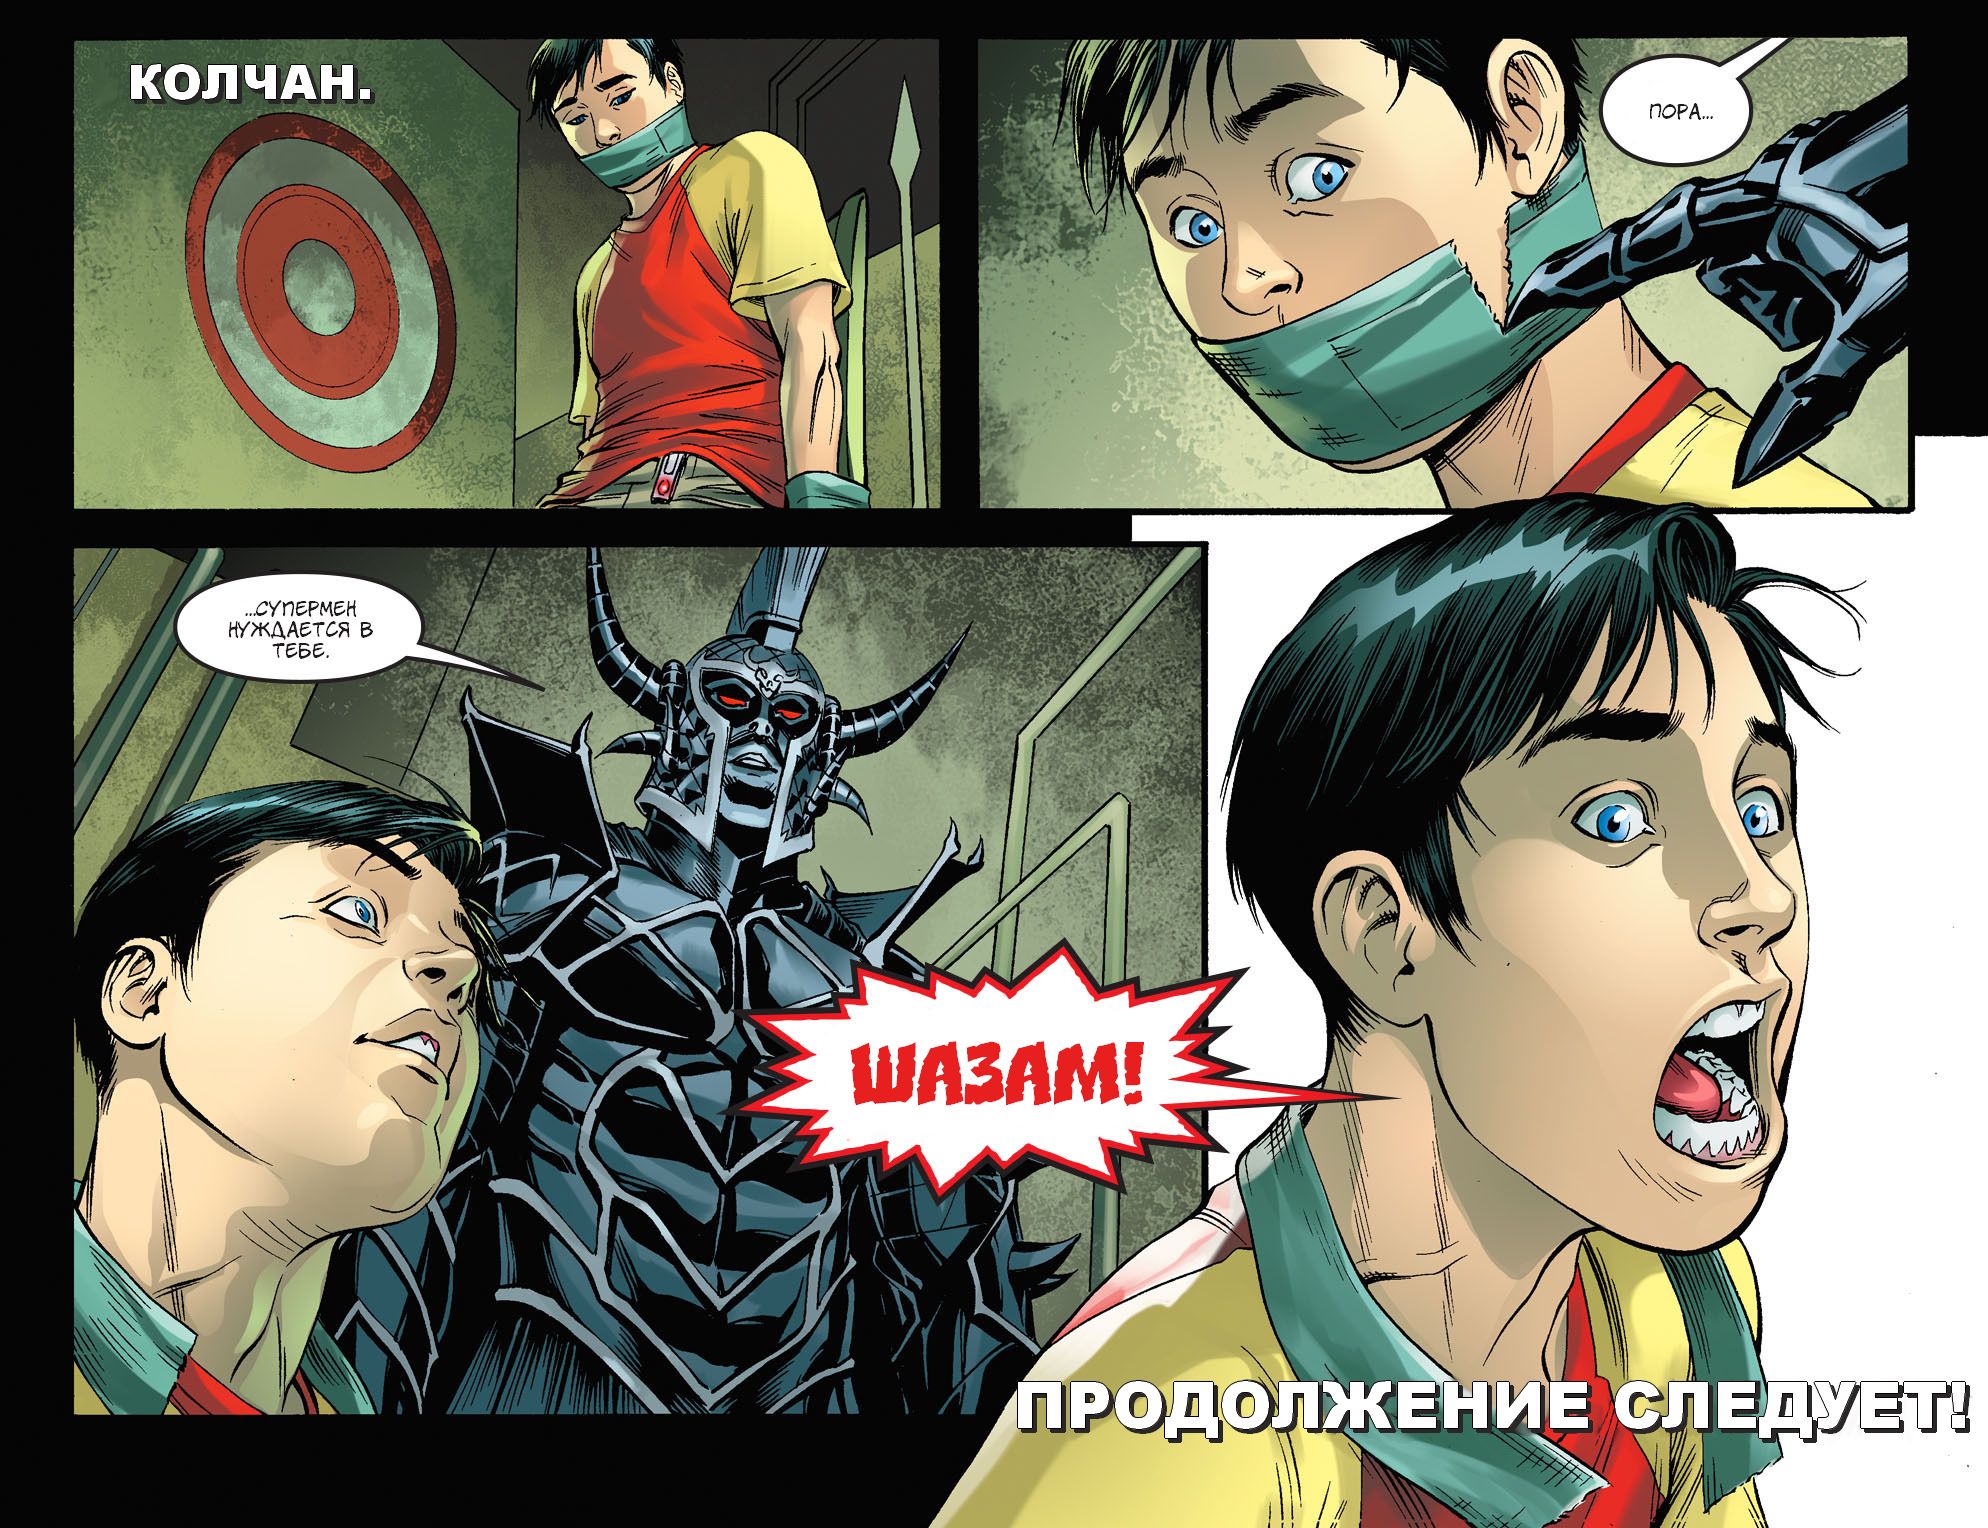 КОЛЧАН.
ПОРА...
...СУПЕРМЕН
НУЖДАЕТСЯ В
ТЕБЕ.
ШАЗАМ!
ПРОДОЛЖЕНИЕ СЛЕДУЕТ!